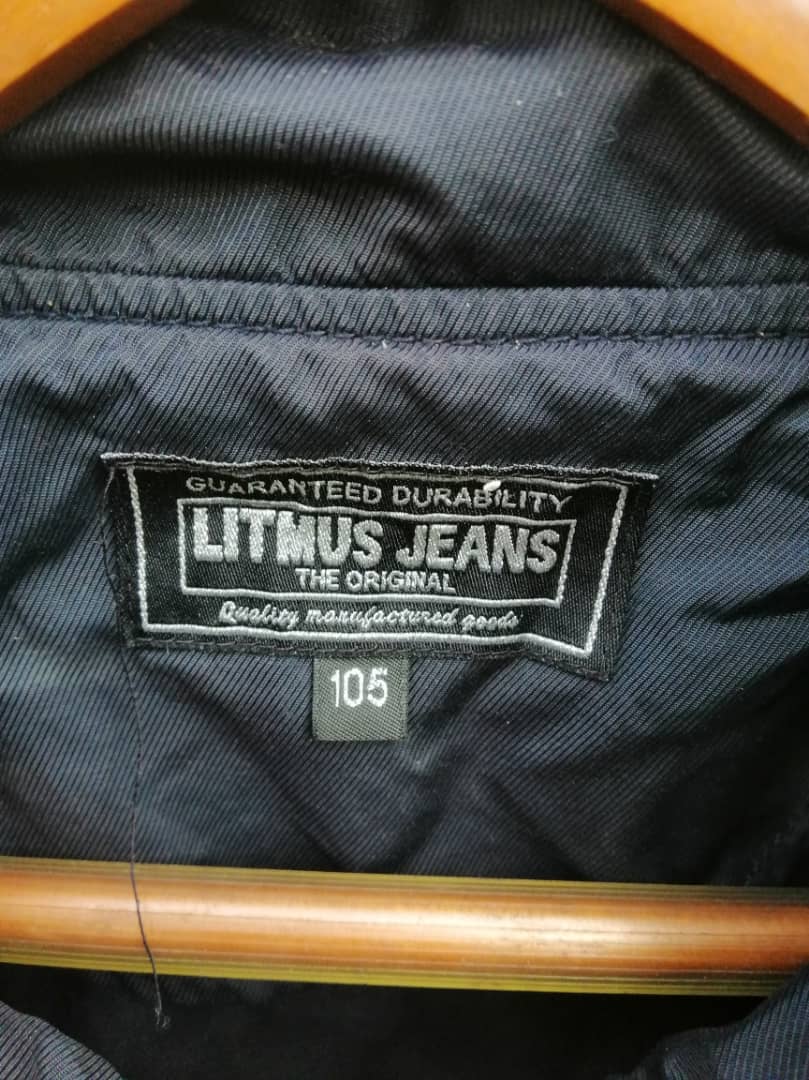 GUARANTEED DURABILITY
LITMUS JEANS
THE ORIGINAL
Quality manufactured goods
105